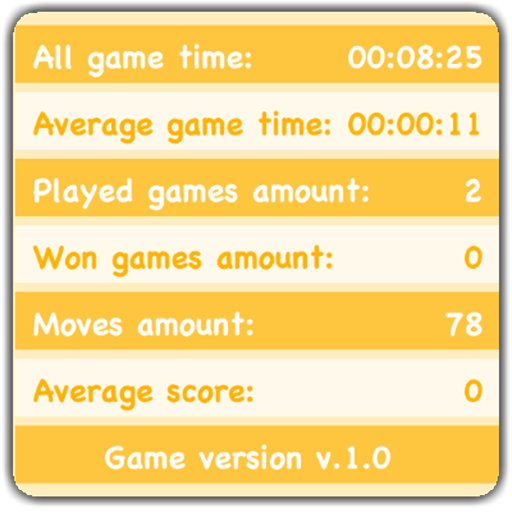 All game time: 00:08:25
Average game time: 00:00:11
Played games amount: 2
Won games amount: 0
Moves amount: 78
Average score: 0
Game version v.1.0